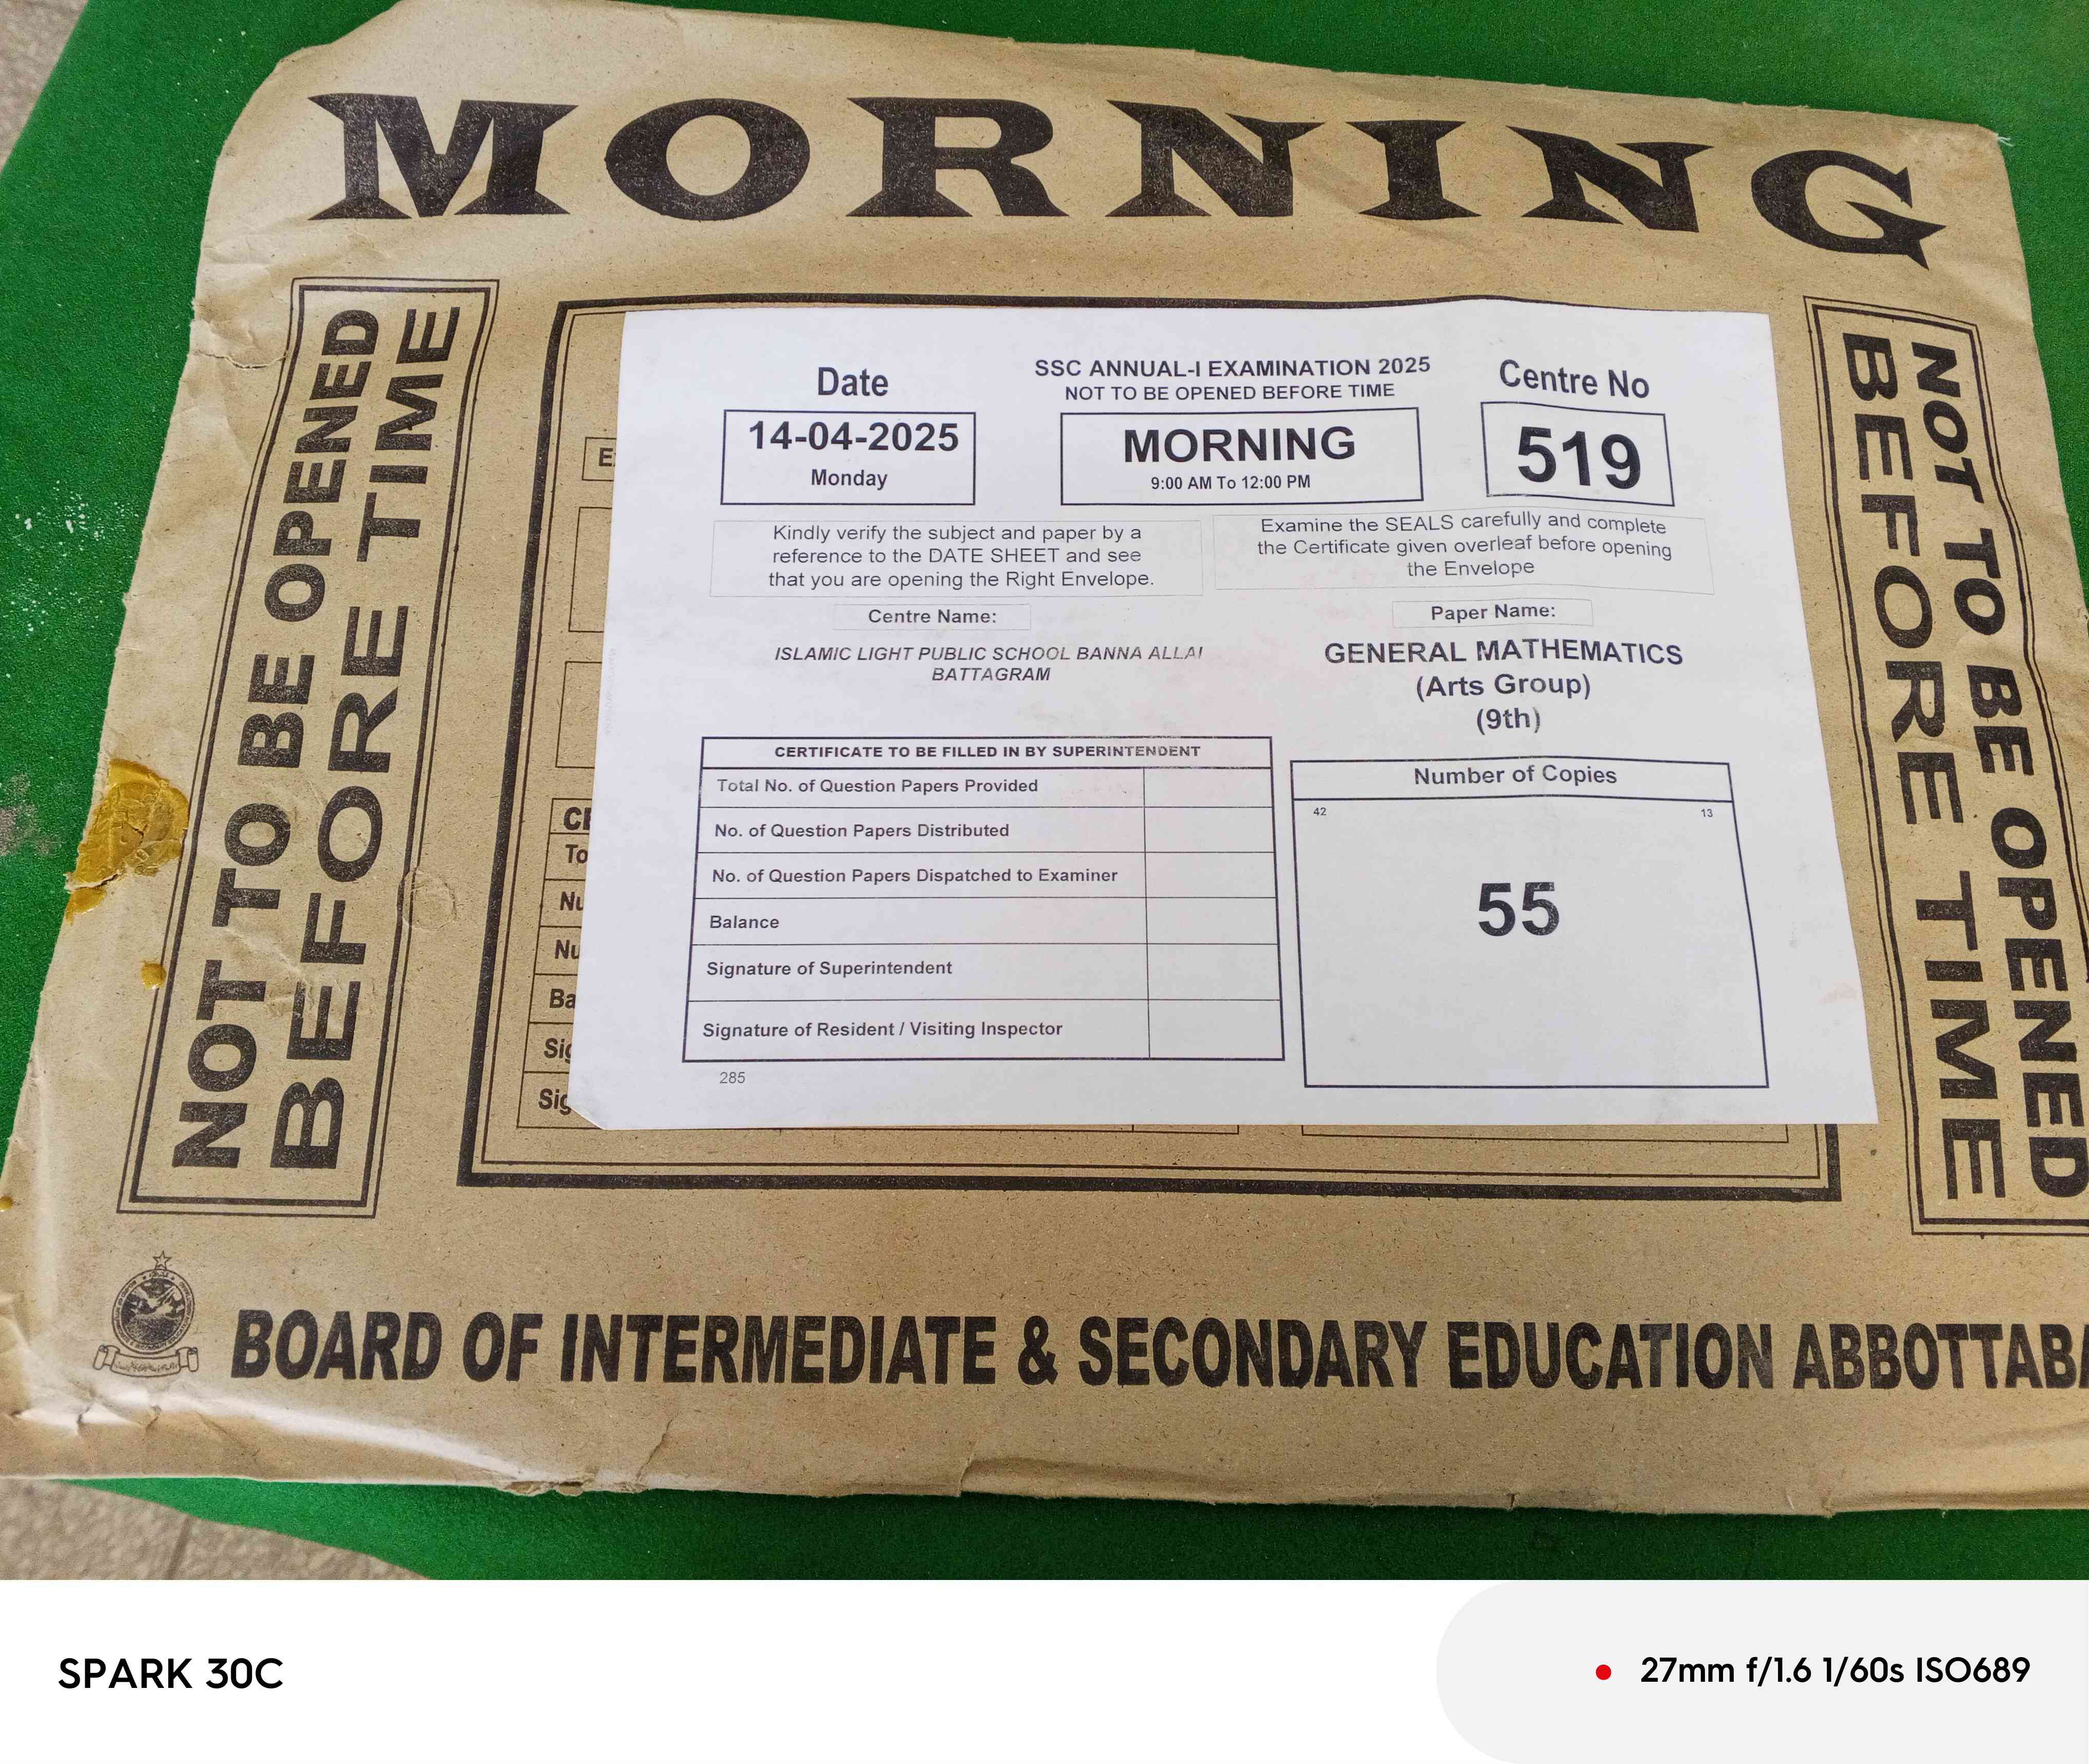 MORNING
NOT TO BE OPENED
BEFORE TIME
Date
14-04-2025
Monday
SSC ANNUAL-I EXAMINATION 2025
NOT TO BE OPENED BEFORE TIME
MORNING
9:00 AM To 12:00 PM
Centre No
519
Kindly verify the subject and paper by a
reference to the DATE SHEET and see
that you are opening the Right Envelope.
Examine the SEALS carefully and complete
the Certificate given overleaf before opening
the Envelope
Centre Name:
ISLAMIC LIGHT PUBLIC SCHOOL BANNA ALLAI
BATTAGRAM
Paper Name:
GENERAL MATHEMATICS
(Arts Group)
(9th)
CERTIFICATE TO BE FILLED IN BY SUPERINTENDENT
Total No. of Question Papers Provided
No. of Question Papers Distributed
No. of Question Papers Dispatched to Examiner
Balance
Signature of Superintendent
Signature of Resident / Visiting Inspector
285
Number of Copies
42 13
55
NOT TO BE OPENED
BEFORE TIME
BOARD OF INTERMEDIATE & SECONDARY EDUCATION ABBOTTABA
SPARK 30C
27mm f/1.6 1/60s ISO689